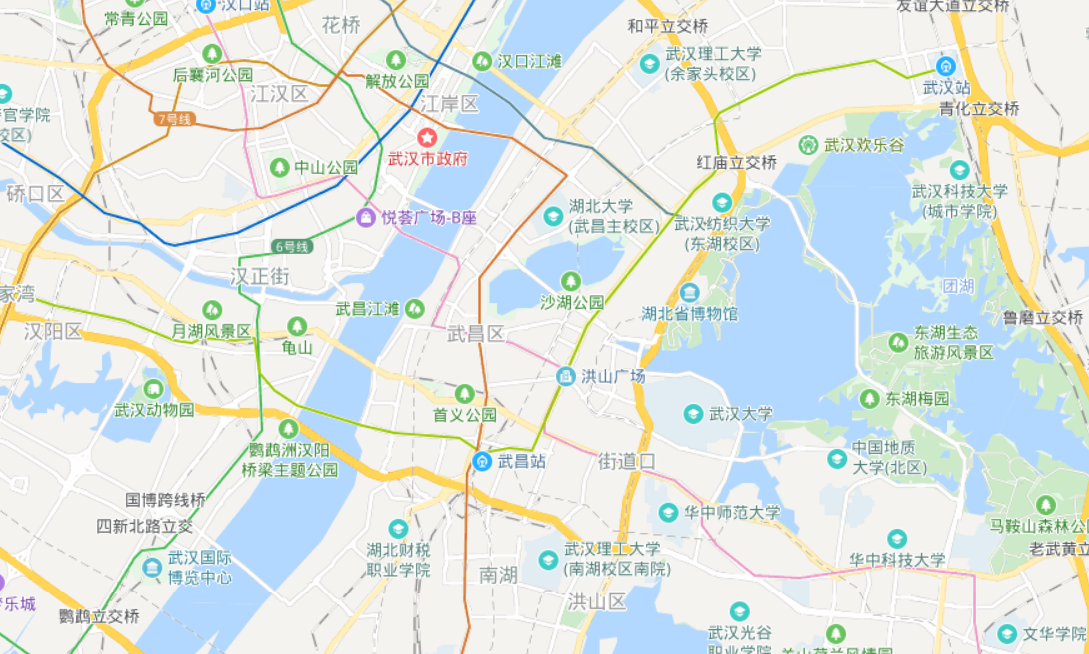 常青公园
汉口站
花桥
和平立交桥
友谊大道立交桥
后襄河公园
解放公园
汉口江滩
武汉理工大学
(余家头校区)
武汉站
江汉区
江岸区
青化立交桥
官学院
校区)
7号线
武汉市政府
武汉欢乐谷
中山公园
红庙立交桥
硚口区
武汉科技大学
(城市学院)
悦荟广场-B座
湖北大学
(武昌主校区)
武汉纺织大学
(东湖校区)
6号线
汉正街
家湾
沙湖公园
团湖
武昌江滩
湖北省博物馆
鲁磨立交桥
汉阳区
月湖风景区
龟山
武昌区
东湖生态
旅游风景区
洪山广场
武汉动物园
首义公园
武汉大学
东湖梅园
鹦鹉洲汉阳
桥梁主题公园
武昌站
街道口
中国地质
大学(北区)
国博跨线桥
四新北路立交
华中师范大学
马鞍山森林公
湖北财税
职业学院
武汉理工大学
(南湖校区南院)
华中科技大学
老武黄立
武汉国际
博览中心
南湖
洪山区
乐城
鹦鹉立交桥
武汉光谷
职业学院
文华学院